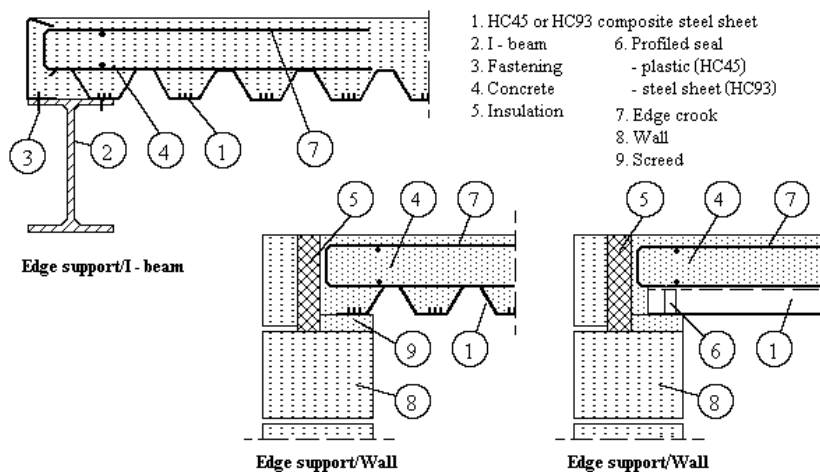 1. HC45 or HC93 composite steel sheet
2. I - beam
3. Fastening
4. Concrete
5. Insulation
6. Profiled seal
- plastic (HC45)
- steel sheet (HC93)
7. Edge crook
8. Wall
9. Screed
3 2 4 1 7
Edge support/I - beam
5 4 7
9 1
8
Edge support/Wall
5 4 7
6 1
8
Edge support/Wall